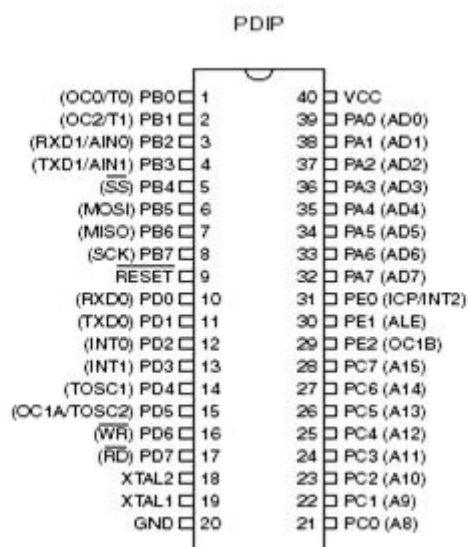 PDIP
(OC0/T0) PB0 1 40 VCC
(OC2/T1) PB1 2 39 PA0 (AD0)
(RXD1/AIN0) PB2 3 38 PA1 (AD1)
(TXD1/AIN1) PB3 4 37 PA2 (AD2)
(SS) PB4 5 36 PA3 (AD3)
(MOSI) PB5 6 35 PA4 (AD4)
(MISO) PB6 7 34 PA5 (AD5)
(SCK) PB7 8 33 PA6 (AD6)
RESET 9 32 PA7 (AD7)
(RXD0) PD0 10 31 PE0 (ICP/INT2)
(TXD0) PD1 11 30 PE1 (ALE)
(INT0) PD2 12 29 PE2 (OC1B)
(INT1) PD3 13 28 PC7 (A15)
(TOSC1) PD4 14 27 PC6 (A14)
(OC1A/TOSC2) PD5 15 26 PC5 (A13)
(WR) PD6 16 25 PC4 (A12)
(RD) PD7 17 24 PC3 (A11)
XTAL2 18 23 PC2 (A10)
XTAL1 19 22 PC1 (A9)
GND 20 21 PC0 (A8)